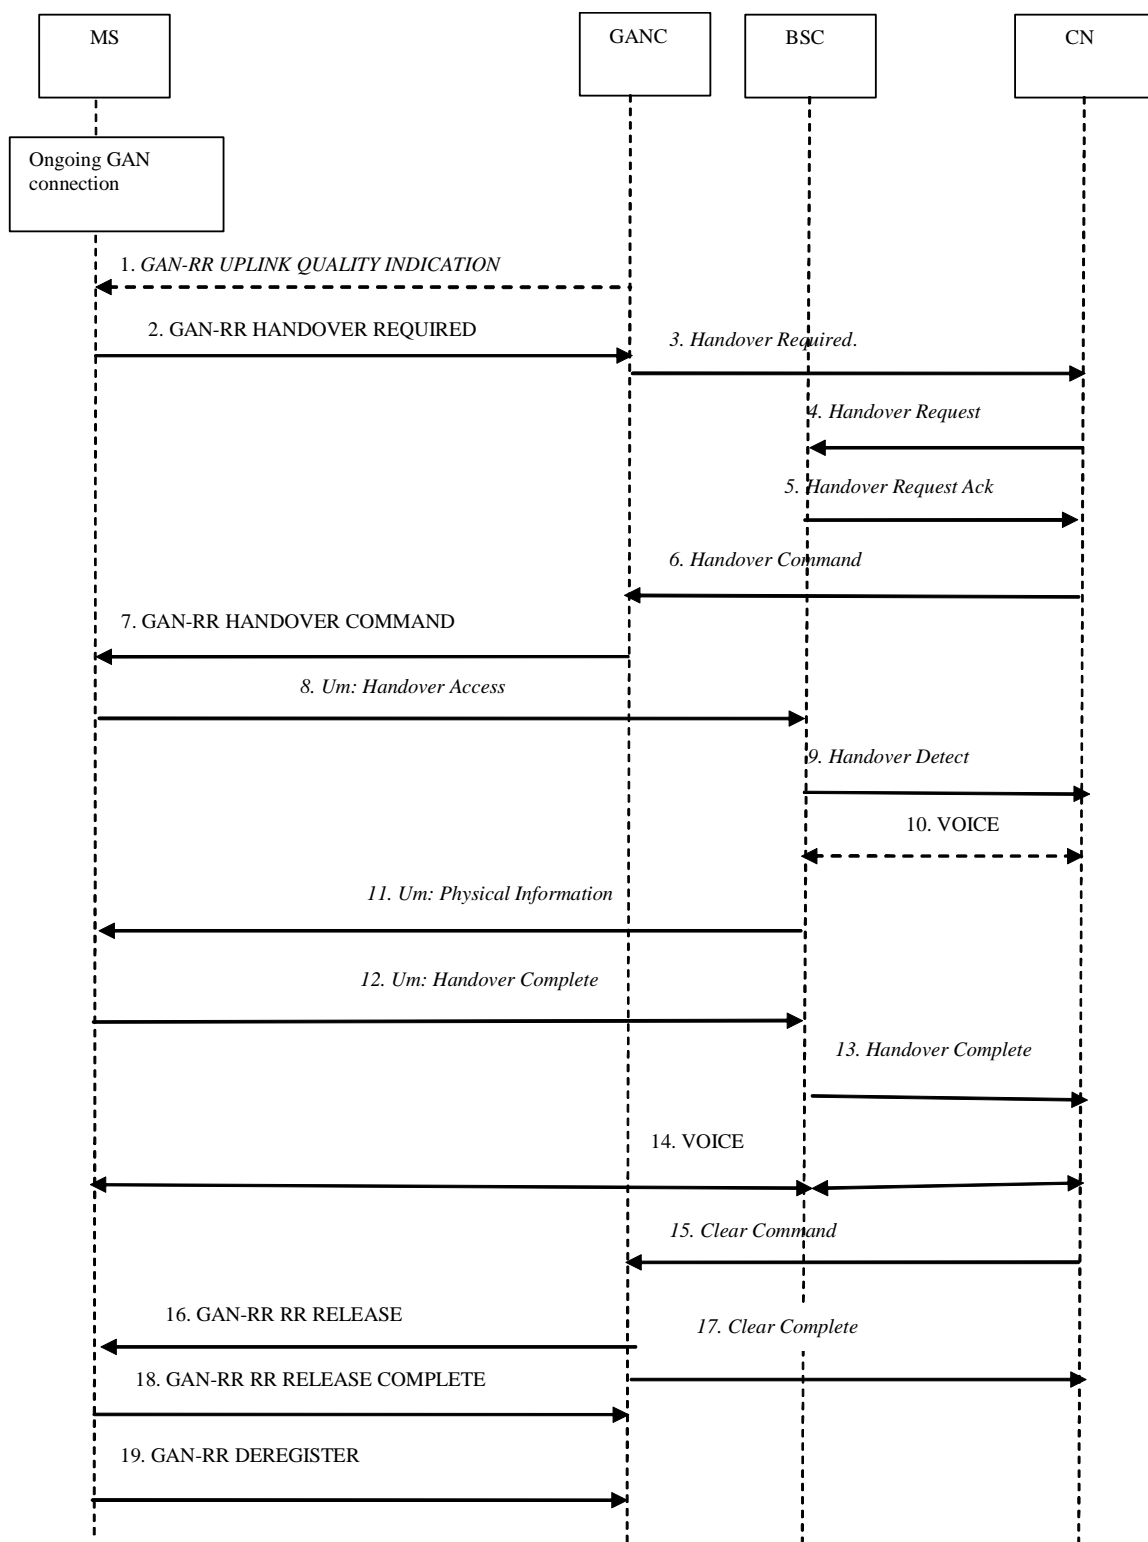 MS
GANC
BSC
CN
Ongoing GAN
connection
1. GAN-RR UPLINK QUALITY INDICATION
2. GAN-RR HANDOVER REQUIRED
3. Handover Required.
4. Handover Request
5. Handover Request Ack
6. Handover Command
7. GAN-RR HANDOVER COMMAND
8. Um: Handover Access
9. Handover Detect
10. VOICE
11. Um: Physical Information
12. Um: Handover Complete
13. Handover Complete
14. VOICE
15. Clear Command
16. GAN-RR RR RELEASE
17. Clear Complete
18. GAN-RR RR RELEASE COMPLETE
19. GAN-RR DEREGISTER